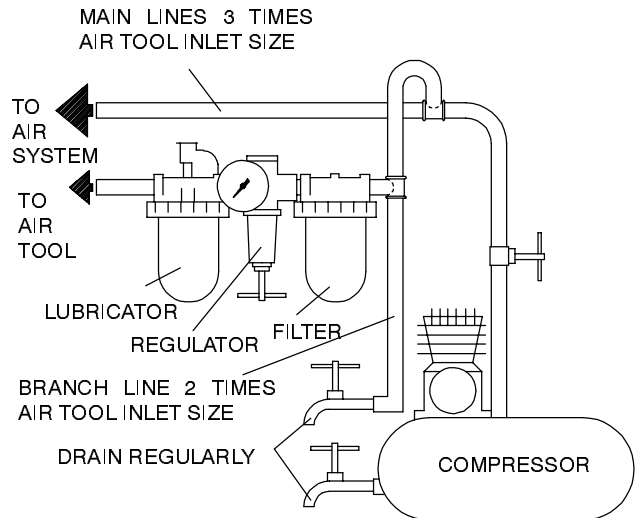 MAIN LINES 3 TIMES
AIR TOOL INLET SIZE
TO
AIR
SYSTEM
TO
AIR
TOOL
LUBRICATOR
REGULATOR
FILTER
BRANCH LINE 2 TIMES
AIR TOOL INLET SIZE
DRAIN REGULARLY
COMPRESSOR